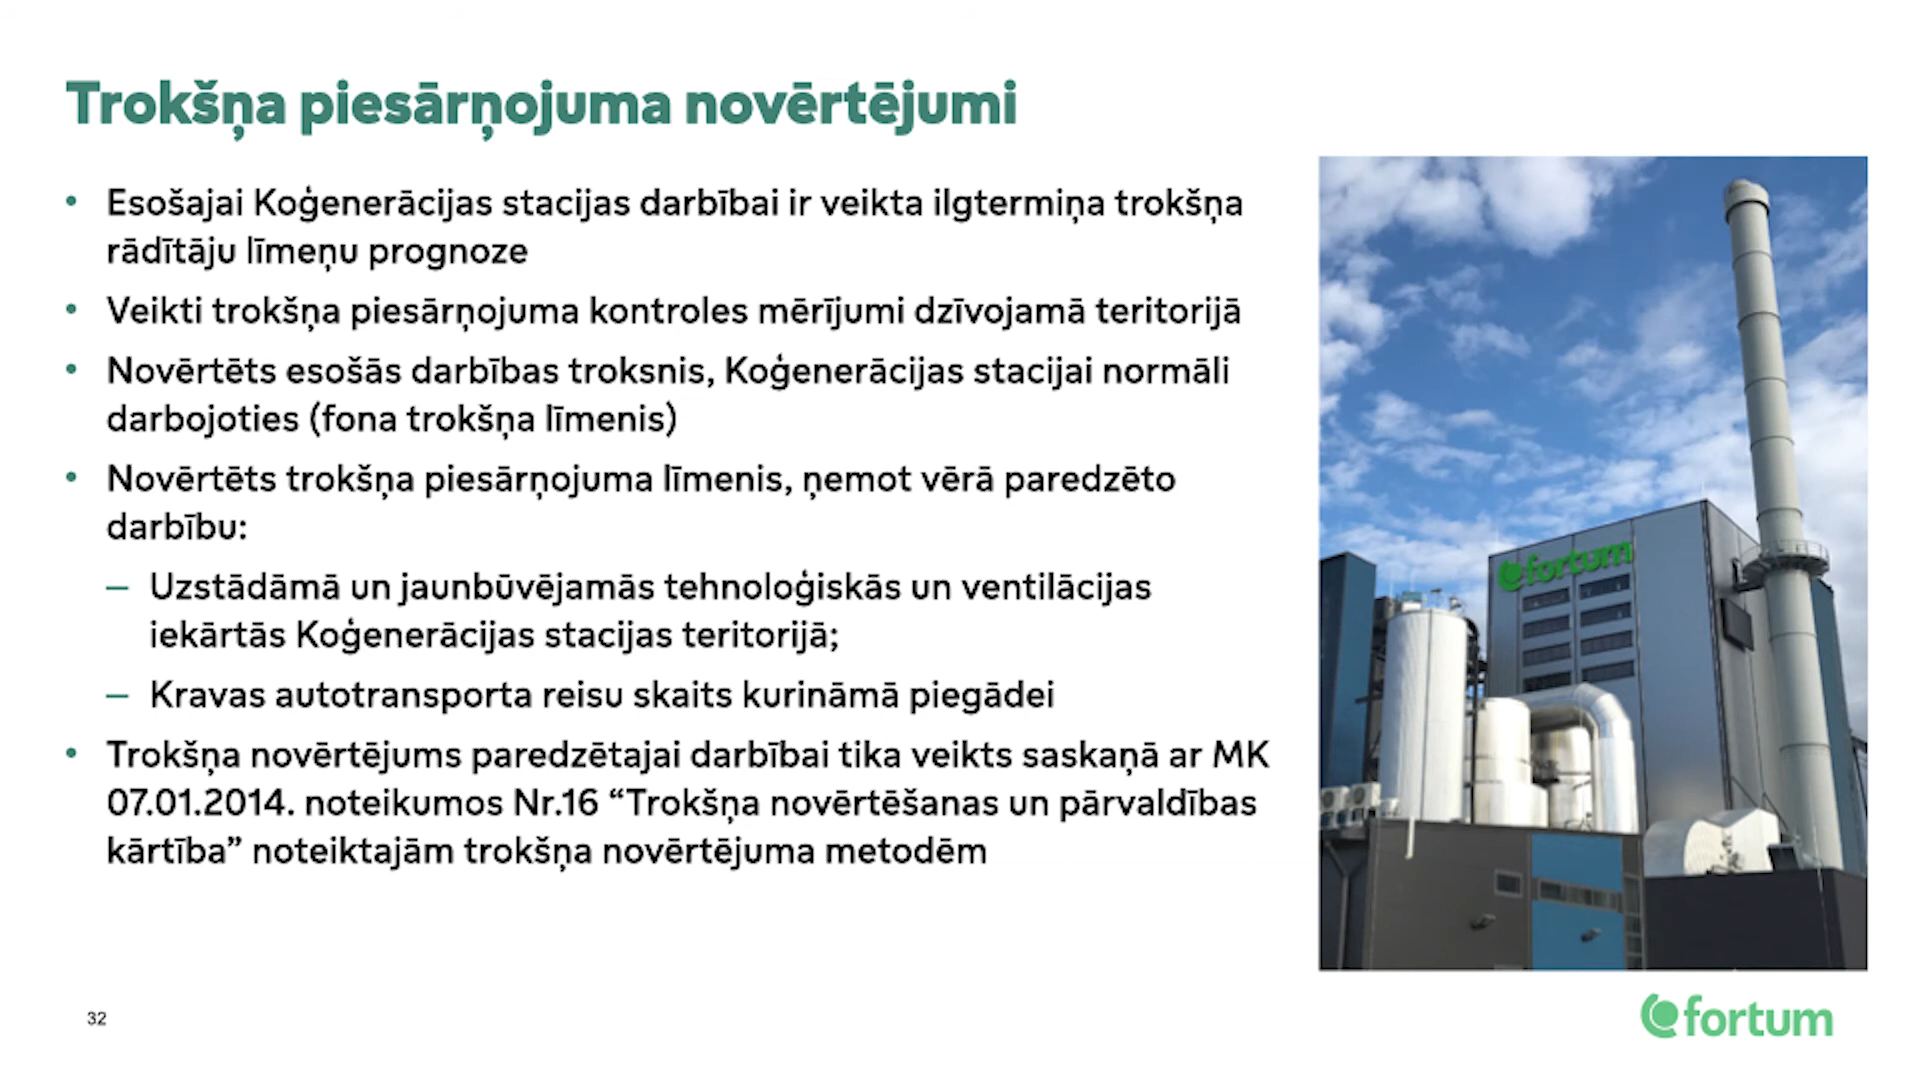 Trokšņa piesārņojuma novērtējumi
• Esošajai Koģenerācijas stacijas darbībai ir veikta ilgtermiņa trokšņa
rādītāju līmeņu prognoze
• Veikti trokšņa piesārņojuma kontroles mērījumi dzīvojamā teritorijā
• Novērtēts esošās darbības troksnis, Koģenerācijas stacijai normāli
darbojoties (fona trokšņa līmenis)
• Novērtēts trokšņa piesārņojuma līmenis, ņemot vērā paredzēto
darbību:
– Uzstādāmā un jaunbūvējamās tehnoloģiskās un ventilācijas
iekārtās Koģenerācijas stacijas teritorijā;
– Kravas autotransporta reisu skaits kurināmā piegādei
• Trokšņa novērtējums paredzētajai darbībai tika veikts saskaņā ar MK
07.01.2014. noteikumos Nr.16 “Trokšņa novērtēšanas un pārvaldības
kārtība” noteiktajām trokšņa novērtējuma metodēm
fortum
32
fortum